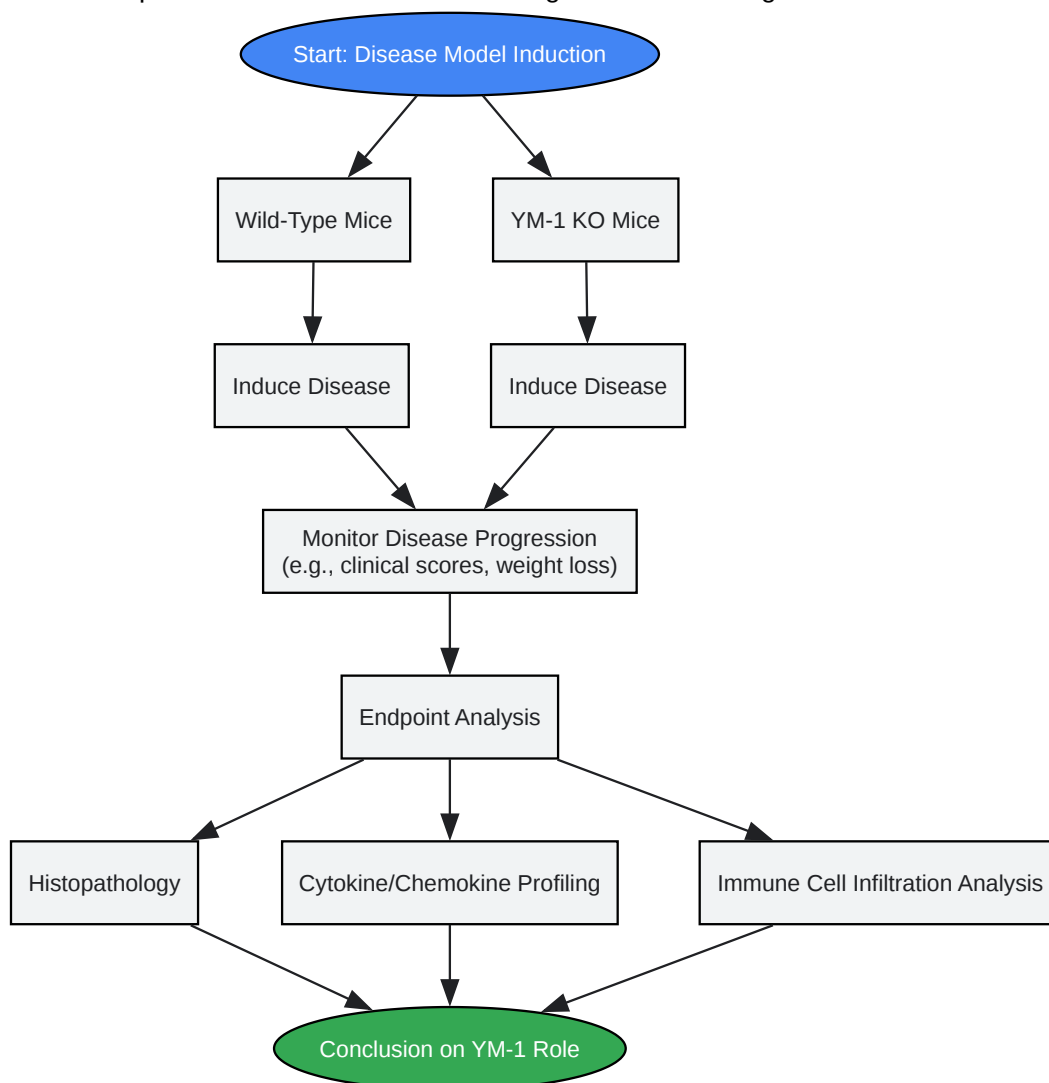 Start: Disease Model Induction
Wild-Type Mice
YM-1 KO Mice
Induce Disease
Induce Disease
Monitor Disease Progression
(e.g., clinical scores, weight loss)
Endpoint Analysis
Histopathology
Cytokine/Chemokine Profiling
Immune Cell Infiltration Analysis
Conclusion on YM-1 Role